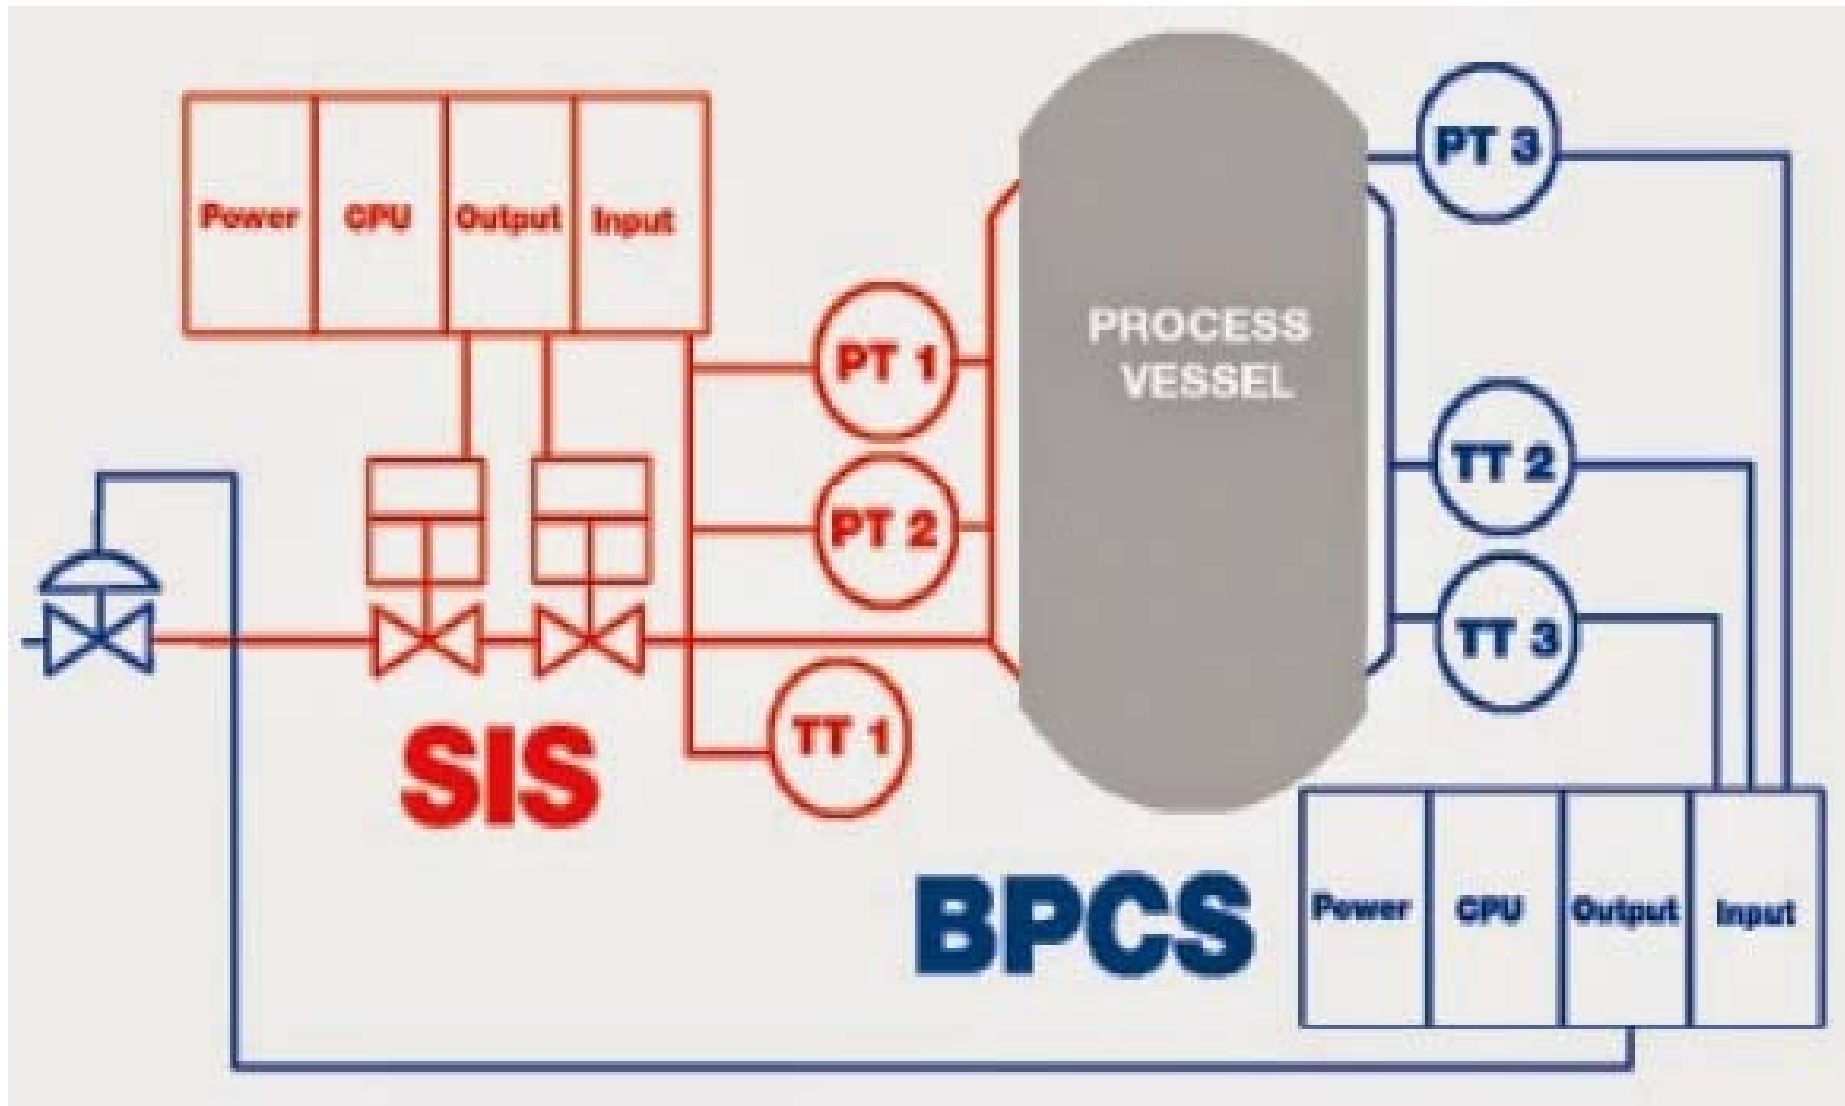 Power
CPU
Output
Input
PT 1
PT 2
TT 1
SIS
PROCESS
VESSEL
PT 3
TT 2
TT 3
BPCS
Power
CPU
Output
Input